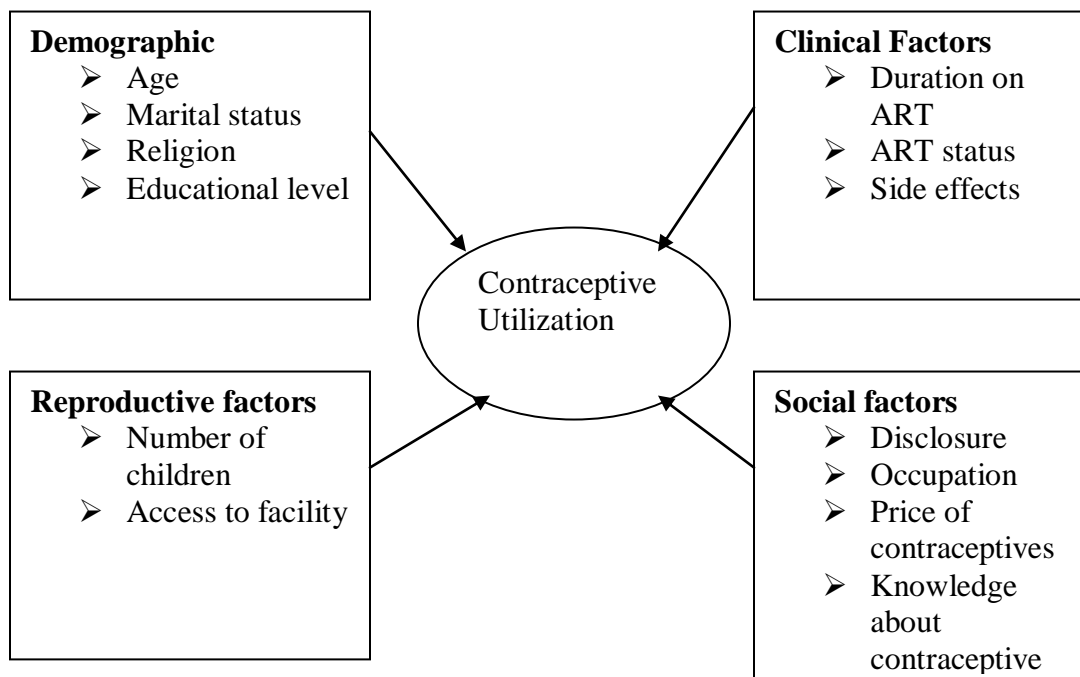 Demographic
➢ Age
➢ Marital status
➢ Religion
➢ Educational level
Clinical Factors
➢ Duration on
ART
➢ ART status
➢ Side effects
Contraceptive
Utilization
Reproductive factors
➢ Number of
children
➢ Access to facility
Social factors
➢ Disclosure
➢ Occupation
➢ Price of
contraceptives
➢ Knowledge
about
contraceptive